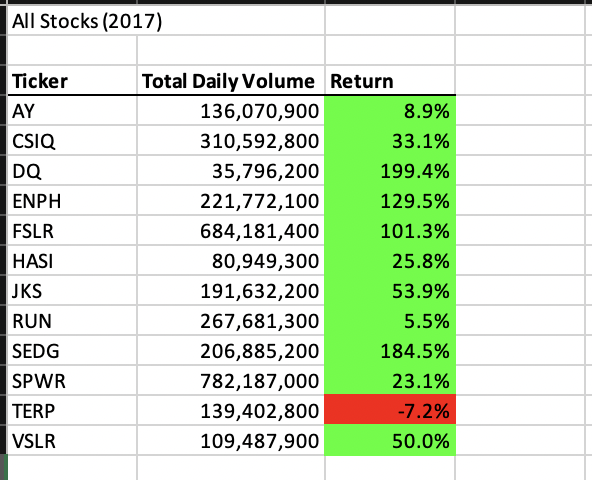 All Stocks (2017)
Ticker Total Daily Volume Return
AY 136,070,900 8.9%
CSIQ 310,592,800 33.1%
DQ 35,796,200 199.4%
ENPH 221,772,100 129.5%
FSLR 684,181,400 101.3%
HASI 80,949,300 25.8%
JKS 191,632,200 53.9%
RUN 267,681,300 5.5%
SEDG 206,885,200 184.5%
SPWR 782,187,000 23.1%
TERP 139,402,800 -7.2%
VSLR 109,487,900 50.0%